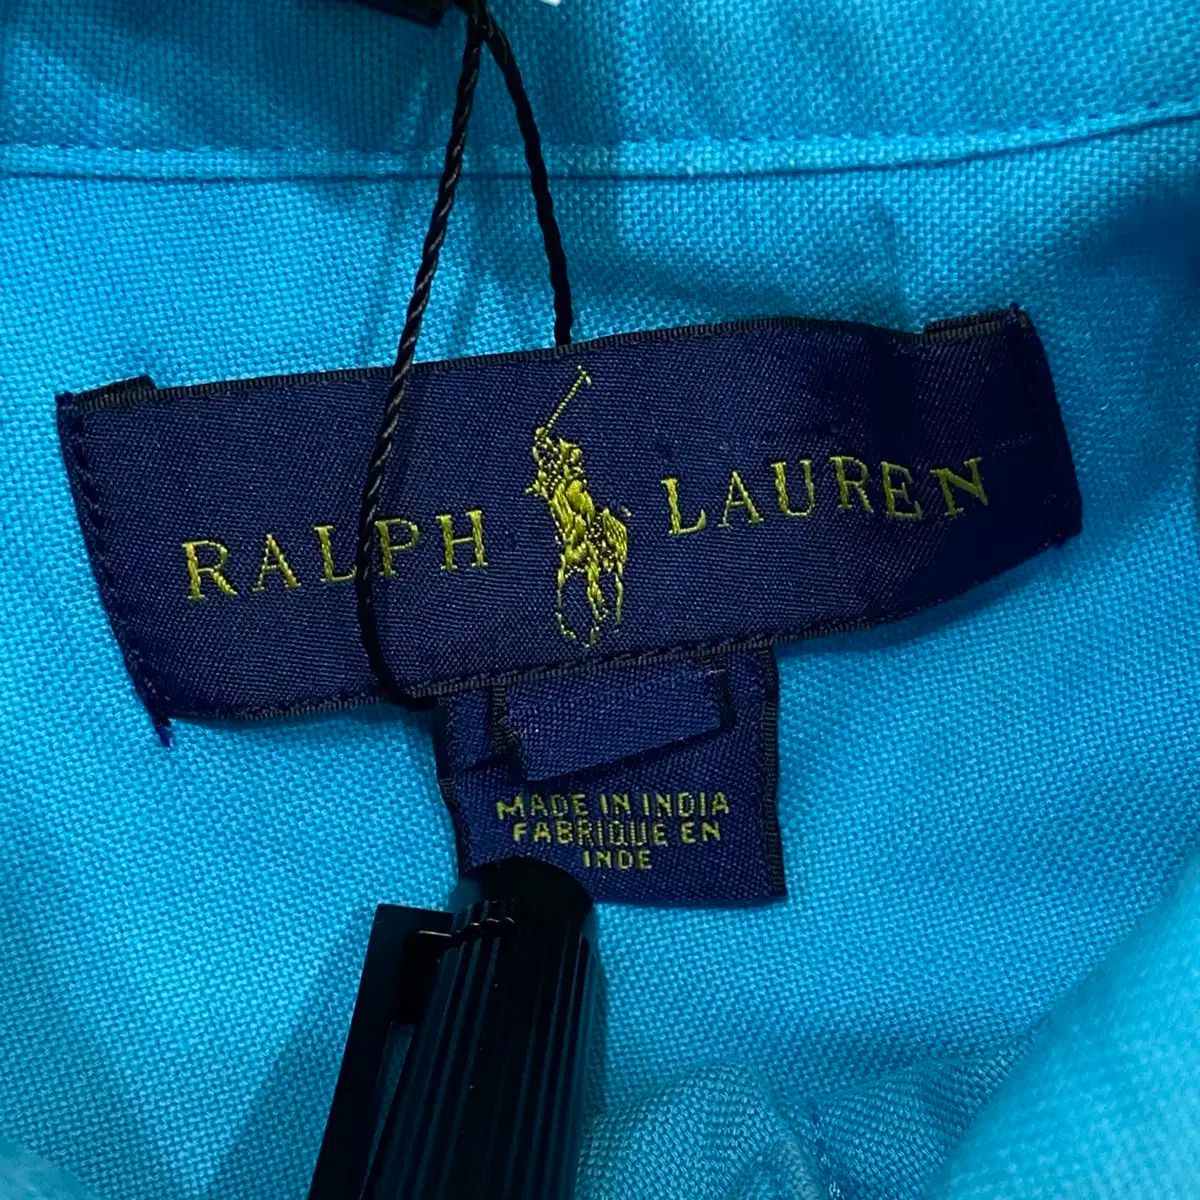 RALPH LAUREN
MADE IN INDIA
FABRIQUE EN
INDE